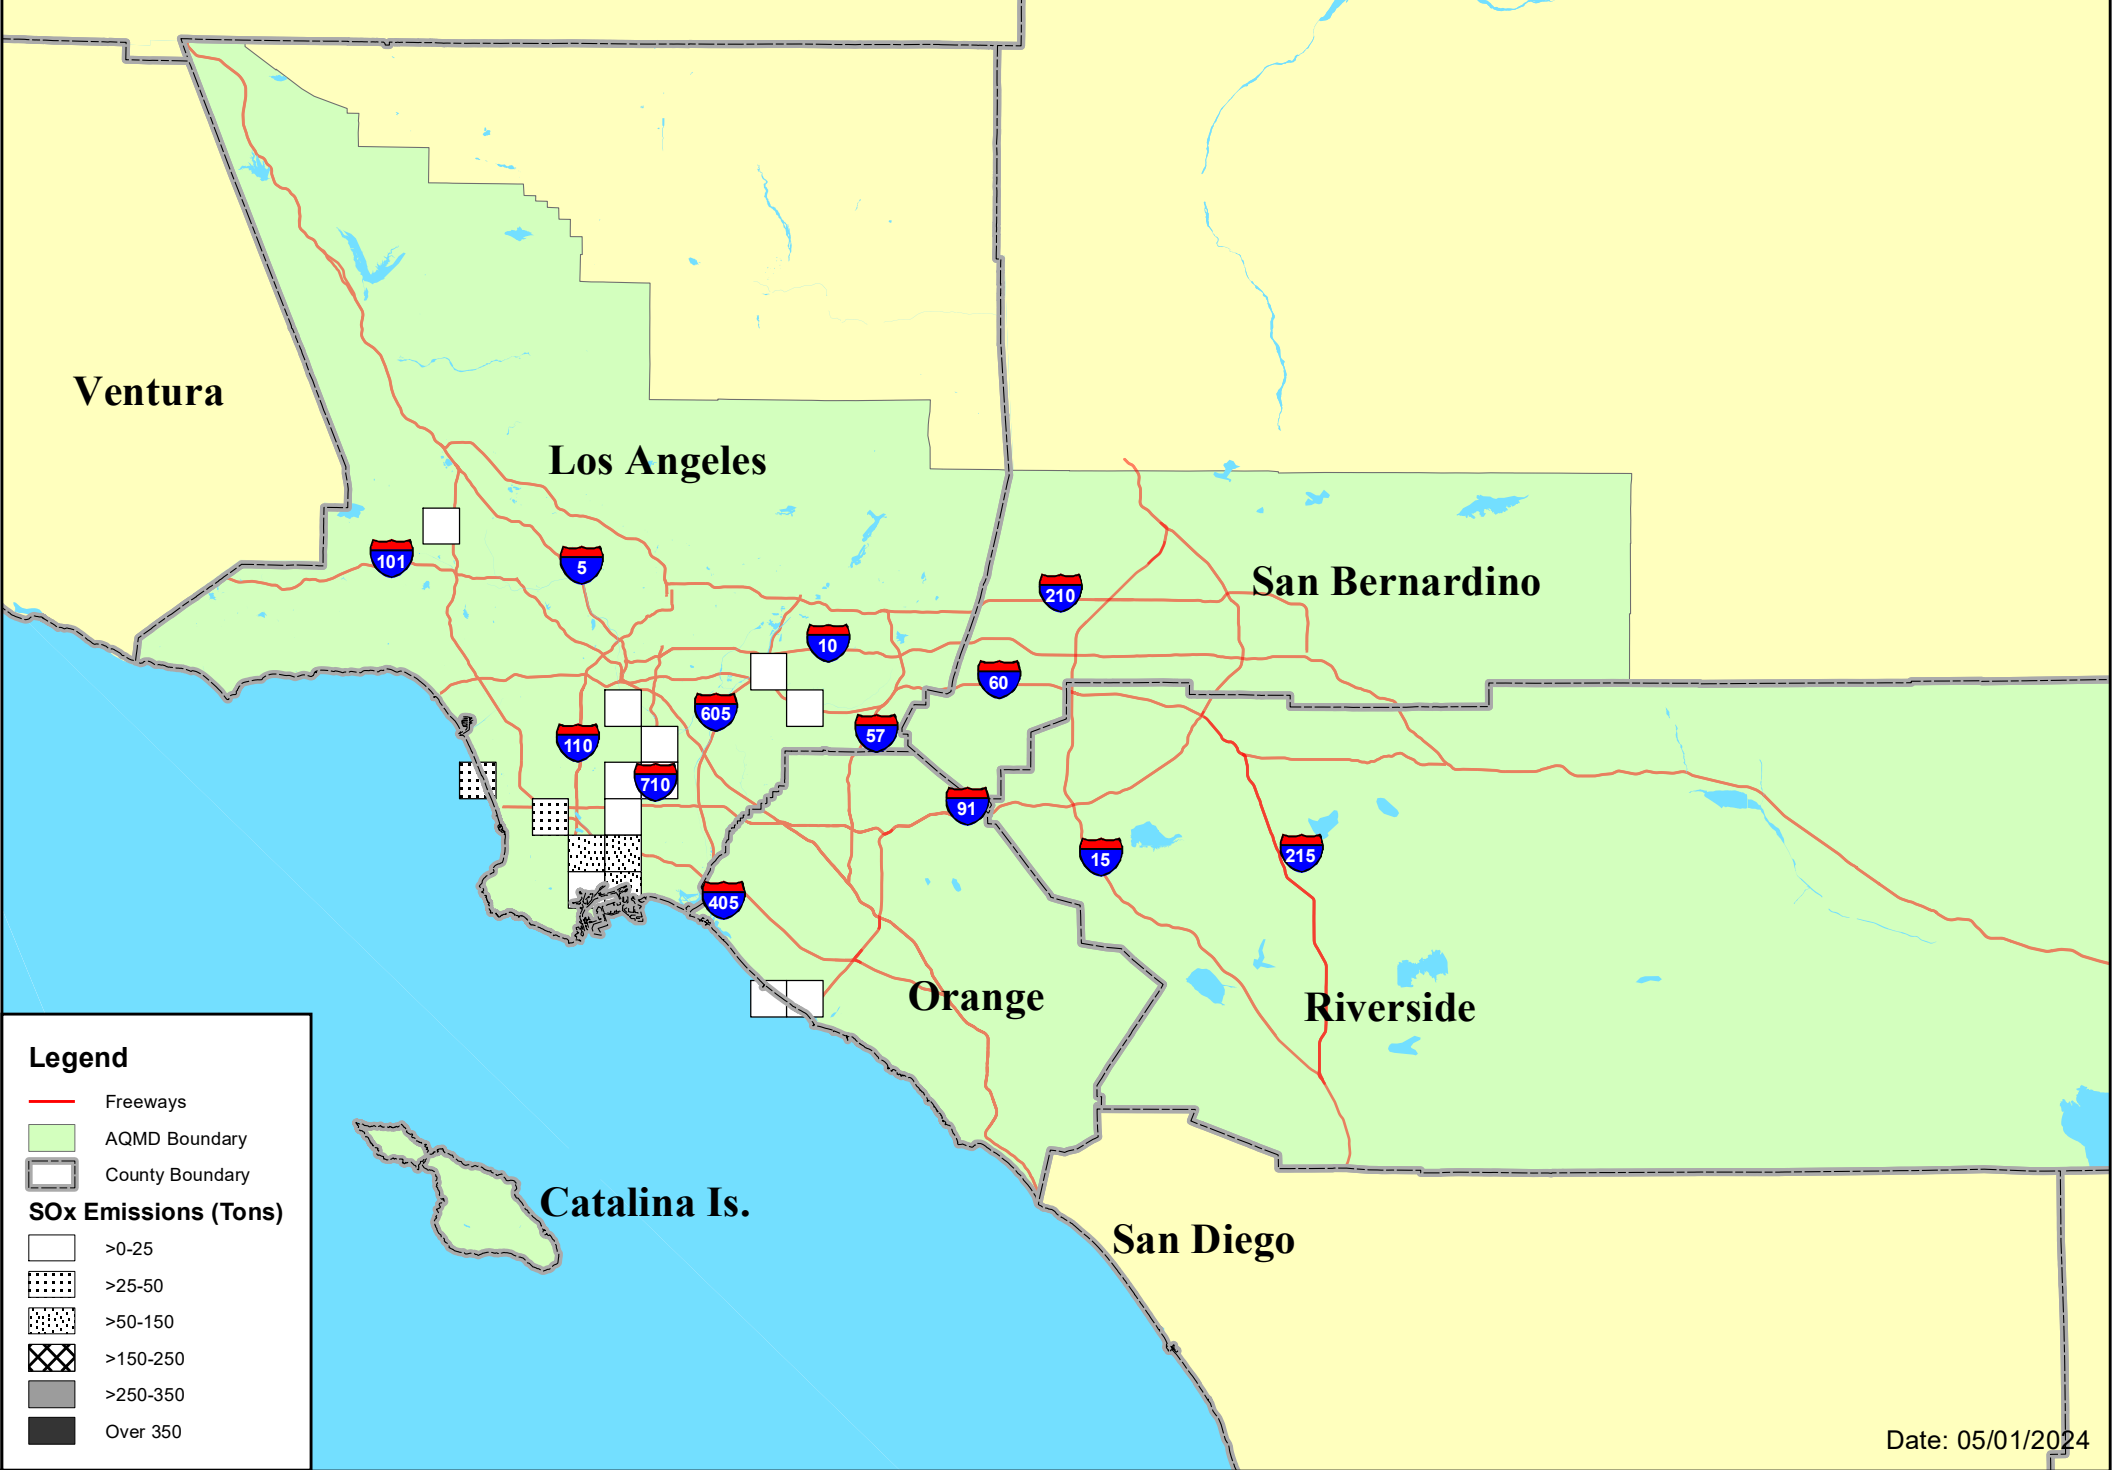 Ventura
Los Angeles
101
5
210
San Bernardino
10
60
605
57
110
710
91
15
215
405
Orange
Riverside
Legend
Freeways
AQMD Boundary
County Boundary
SOx Emissions (Tons)
>0-25
>25-50
>50-150
>150-250
>250-350
Over 350
Catalina Is.
San Diego
Date: 05/01/2024